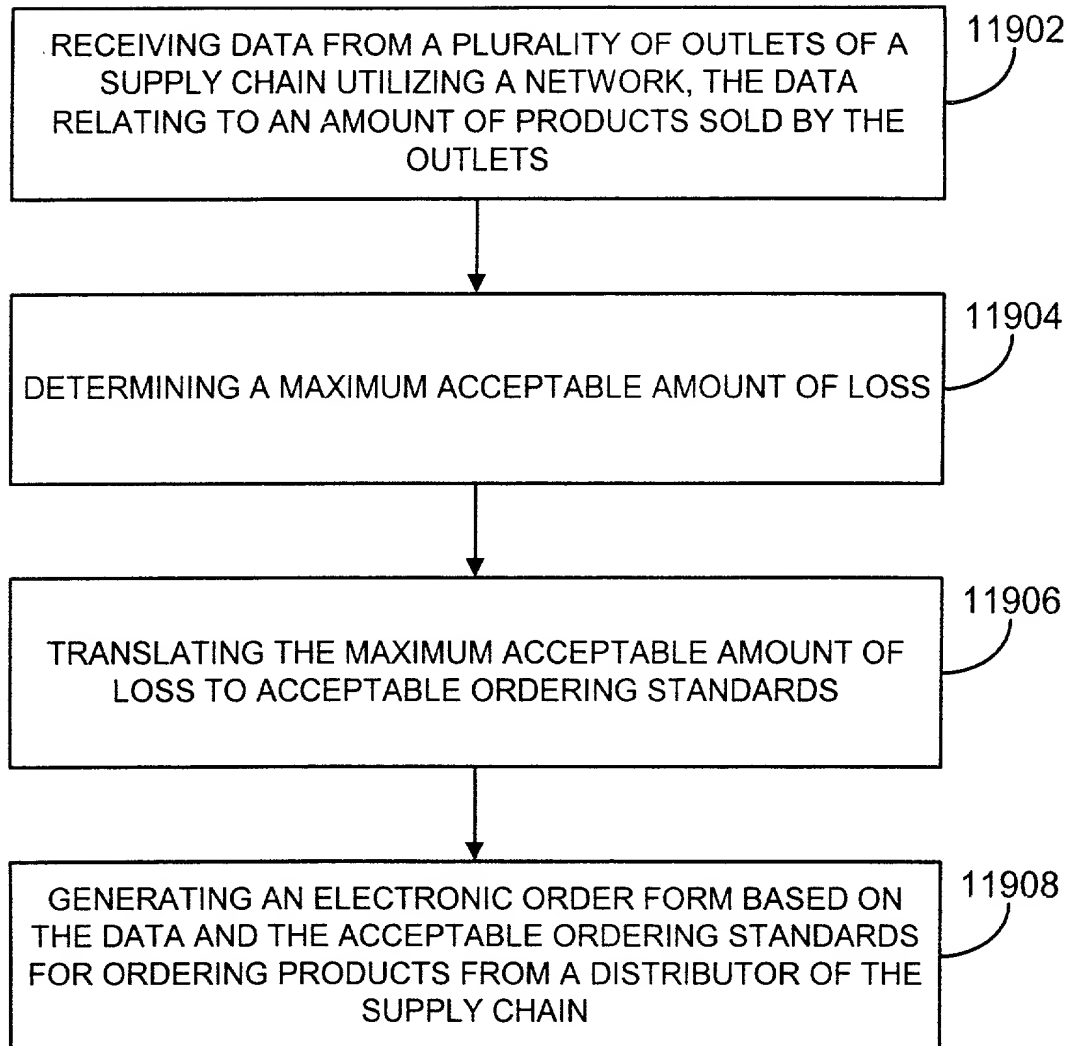 RECEIVING DATA FROM A PLURALITY OF OUTLETS OF A
SUPPLY CHAIN UTILIZING A NETWORK, THE DATA
RELATING TO AN AMOUNT OF PRODUCTS SOLD BY THE
OUTLETS
11902
DETERMINING A MAXIMUM ACCEPTABLE AMOUNT OF LOSS
11904
TRANSLATING THE MAXIMUM ACCEPTABLE AMOUNT OF
LOSS TO ACCEPTABLE ORDERING STANDARDS
11906
GENERATING AN ELECTRONIC ORDER FORM BASED ON
THE DATA AND THE ACCEPTABLE ORDERING STANDARDS
FOR ORDERING PRODUCTS FROM A DISTRIBUTOR OF THE
SUPPLY CHAIN
11908